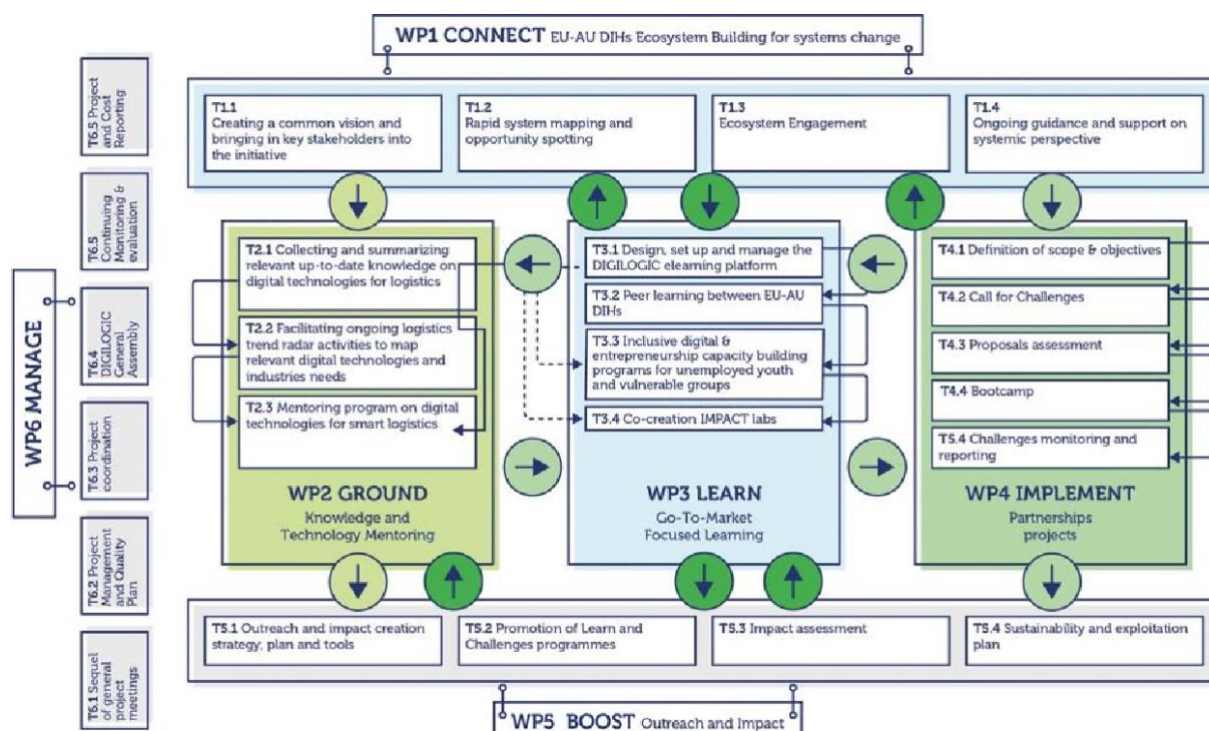 WP1 CONNECT EU-AU DIHs Ecosystem Building for systems change
T1.1
Creating a common vision and
bringing in key stakeholders into
the initiative
T1.2
Rapid system mapping and
opportunity spotting
T1.3
Ecosystem Engagement
T1.4
Ongoing guidance and support on
systemic perspective
WP6 MANAGE
T6.5 Project
and Cost
Reporting
T6.5
Continuing
Monitoring &
evaluation
T6.4
DIGILOGIC
General
Assembly
T6.3 Project
coordination
T6.2 Project
Management
and Quality
Plan
T6.1 Sequel
of general
project
meetings
T2.1 Collecting and summarizing
relevant up-to-date knowledge on
digital technologies for logistics
T2.2 Facilitating ongoing logistics
trend radar activities to map
relevant digital technologies and
industries needs
T2.3 Mentoring program on digital
technologies for smart logistics
WP2 GROUND
Knowledge and
Technology Mentoring
T3.1 Design, set up and manage the
DIGILOGIC elearning platform
T3.2 Peer learning between EU-AU
DIHs
T3.3 Inclusive digital &
entrepreneurship capacity building
programs for unemployed youth
and vulnerable groups
T3.4 Co-creation IMPACT labs
WP3 LEARN
Go-To-Market
Focused Learning
T4.1 Definition of scope & objectives
T4.2 Call for Challenges
T4.3 Proposals assessment
T4.4 Bootcamp
T5.4 Challenges monitoring and
reporting
WP4 IMPLEMENT
Partnerships
projects
T5.1 Outreach and impact creation
strategy, plan and tools
T5.2 Promotion of Learn and
Challenges programmes
T5.3 Impact assessment
T5.4 Sustainability and exploitation
plan
WP5 BOOST Outreach and Impact